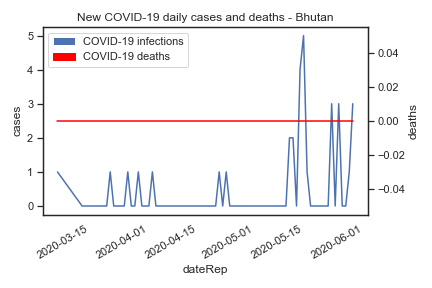 New COVID-19 daily cases and deaths - Bhutan
COVID-19 infections
COVID-19 deaths
5
4
3
2
1
0
cases
0.04
0.02
0.00
−0.02
−0.04
deaths
2020-03-15
2020-04-01
2020-04-15
2020-05-01
2020-05-15
2020-06-01
dateRep